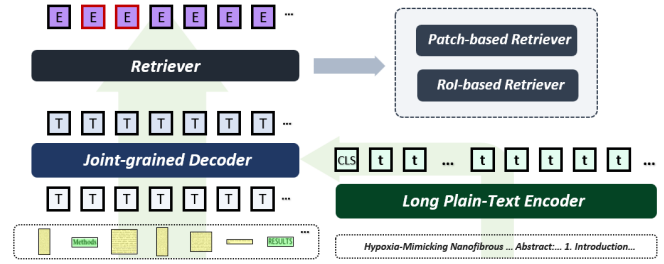 E E E E E E E ...
Retriever
Patch-based Retriever
RoI-based Retriever
T T T T T T T ...
Joint-grained Decoder
CLS t t ... t t t t t ...
T T T T T T T ...
Long Plain-Text Encoder
Methods RESULTS ...
Hypoxia-Mimicking Nanofibrous ... Abstract:... 1. Introduction...